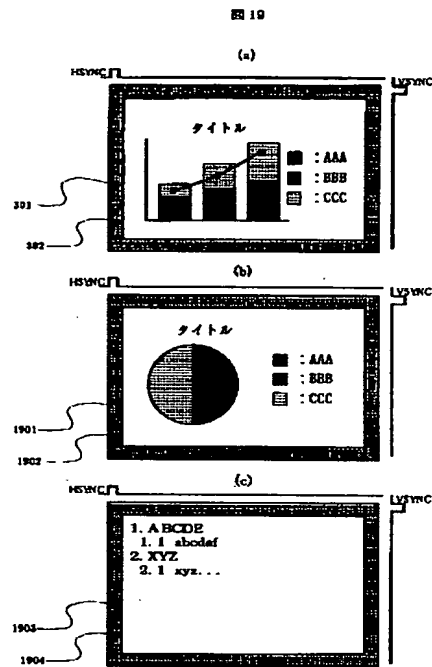 図 19
(a)
HSYNC
VSYNC
タイトル
: AAA
: BBB
: CCC
301
302
(b)
HSYNC
VSYNC
タイトル
: AAA
: BBB
: CCC
1901
1902
(c)
HSYNC
VSYNC
1. ABCDE
1. 1 abcdef
2. XYZ
2. 1 xyz...
1903
1904